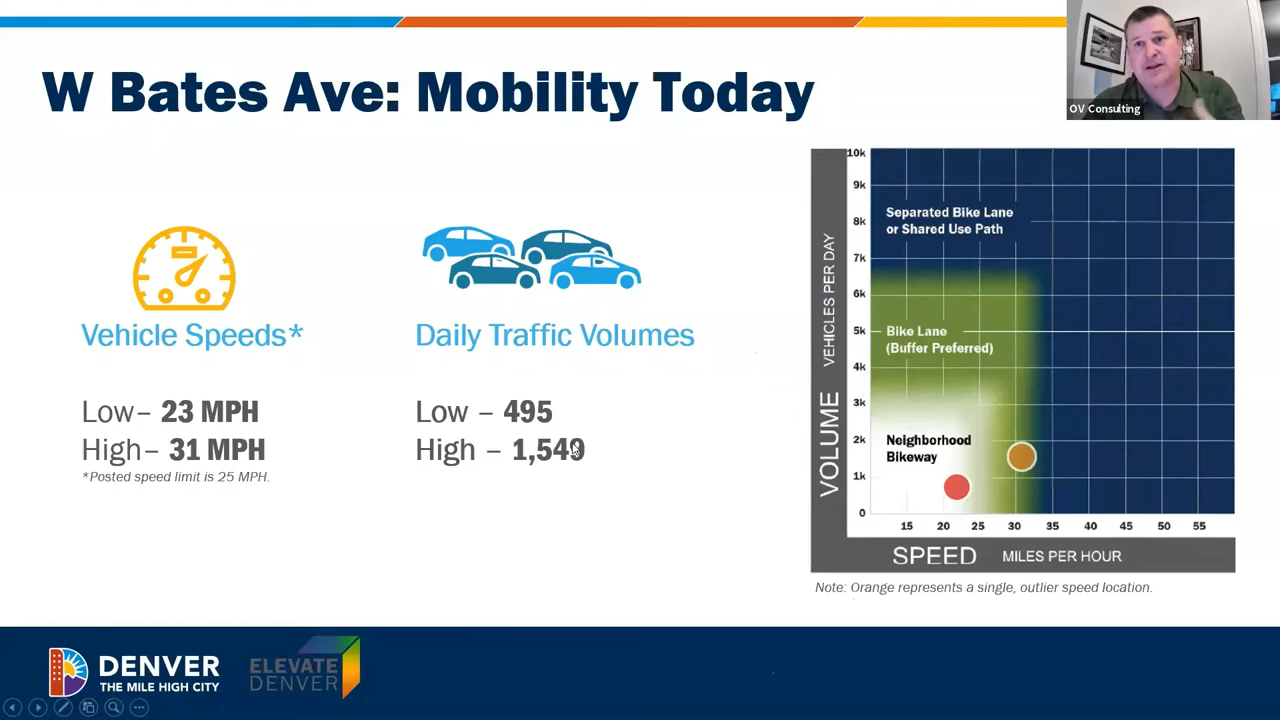 W Bates Ave: Mobility Today
OV Consulting
Vehicle Speeds*
Low– 23 MPH
High– 31 MPH
*Posted speed limit is 25 MPH.
Daily Traffic Volumes
Low – 495
High – 1,549
VOLUME VEHICLES PER DAY
10k
9k
8k
7k
6k
5k
4k
3k
2k
1k
0
Separated Bike Lane
or Shared Use Path
Bike Lane
(Buffer Preferred)
Neighborhood
Bikeway
15 20 25 30 35 40 45 50 55
SPEED MILES PER HOUR
Note: Orange represents a single, outlier speed location.
DENVER
THE MILE HIGH CITY
ELEVATE
DENVER